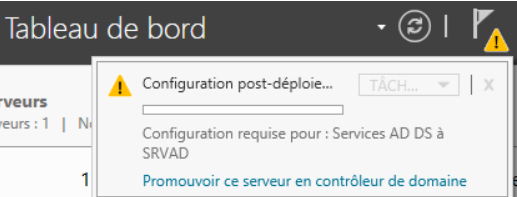 Tableau de bord
Configuration post-déploie...
TÂCH...
X
rveurs
veurs : 1 |
Configuration requise pour : Services AD DS à
SRVAD
1
Promouvoir ce serveur en contrôleur de domaine